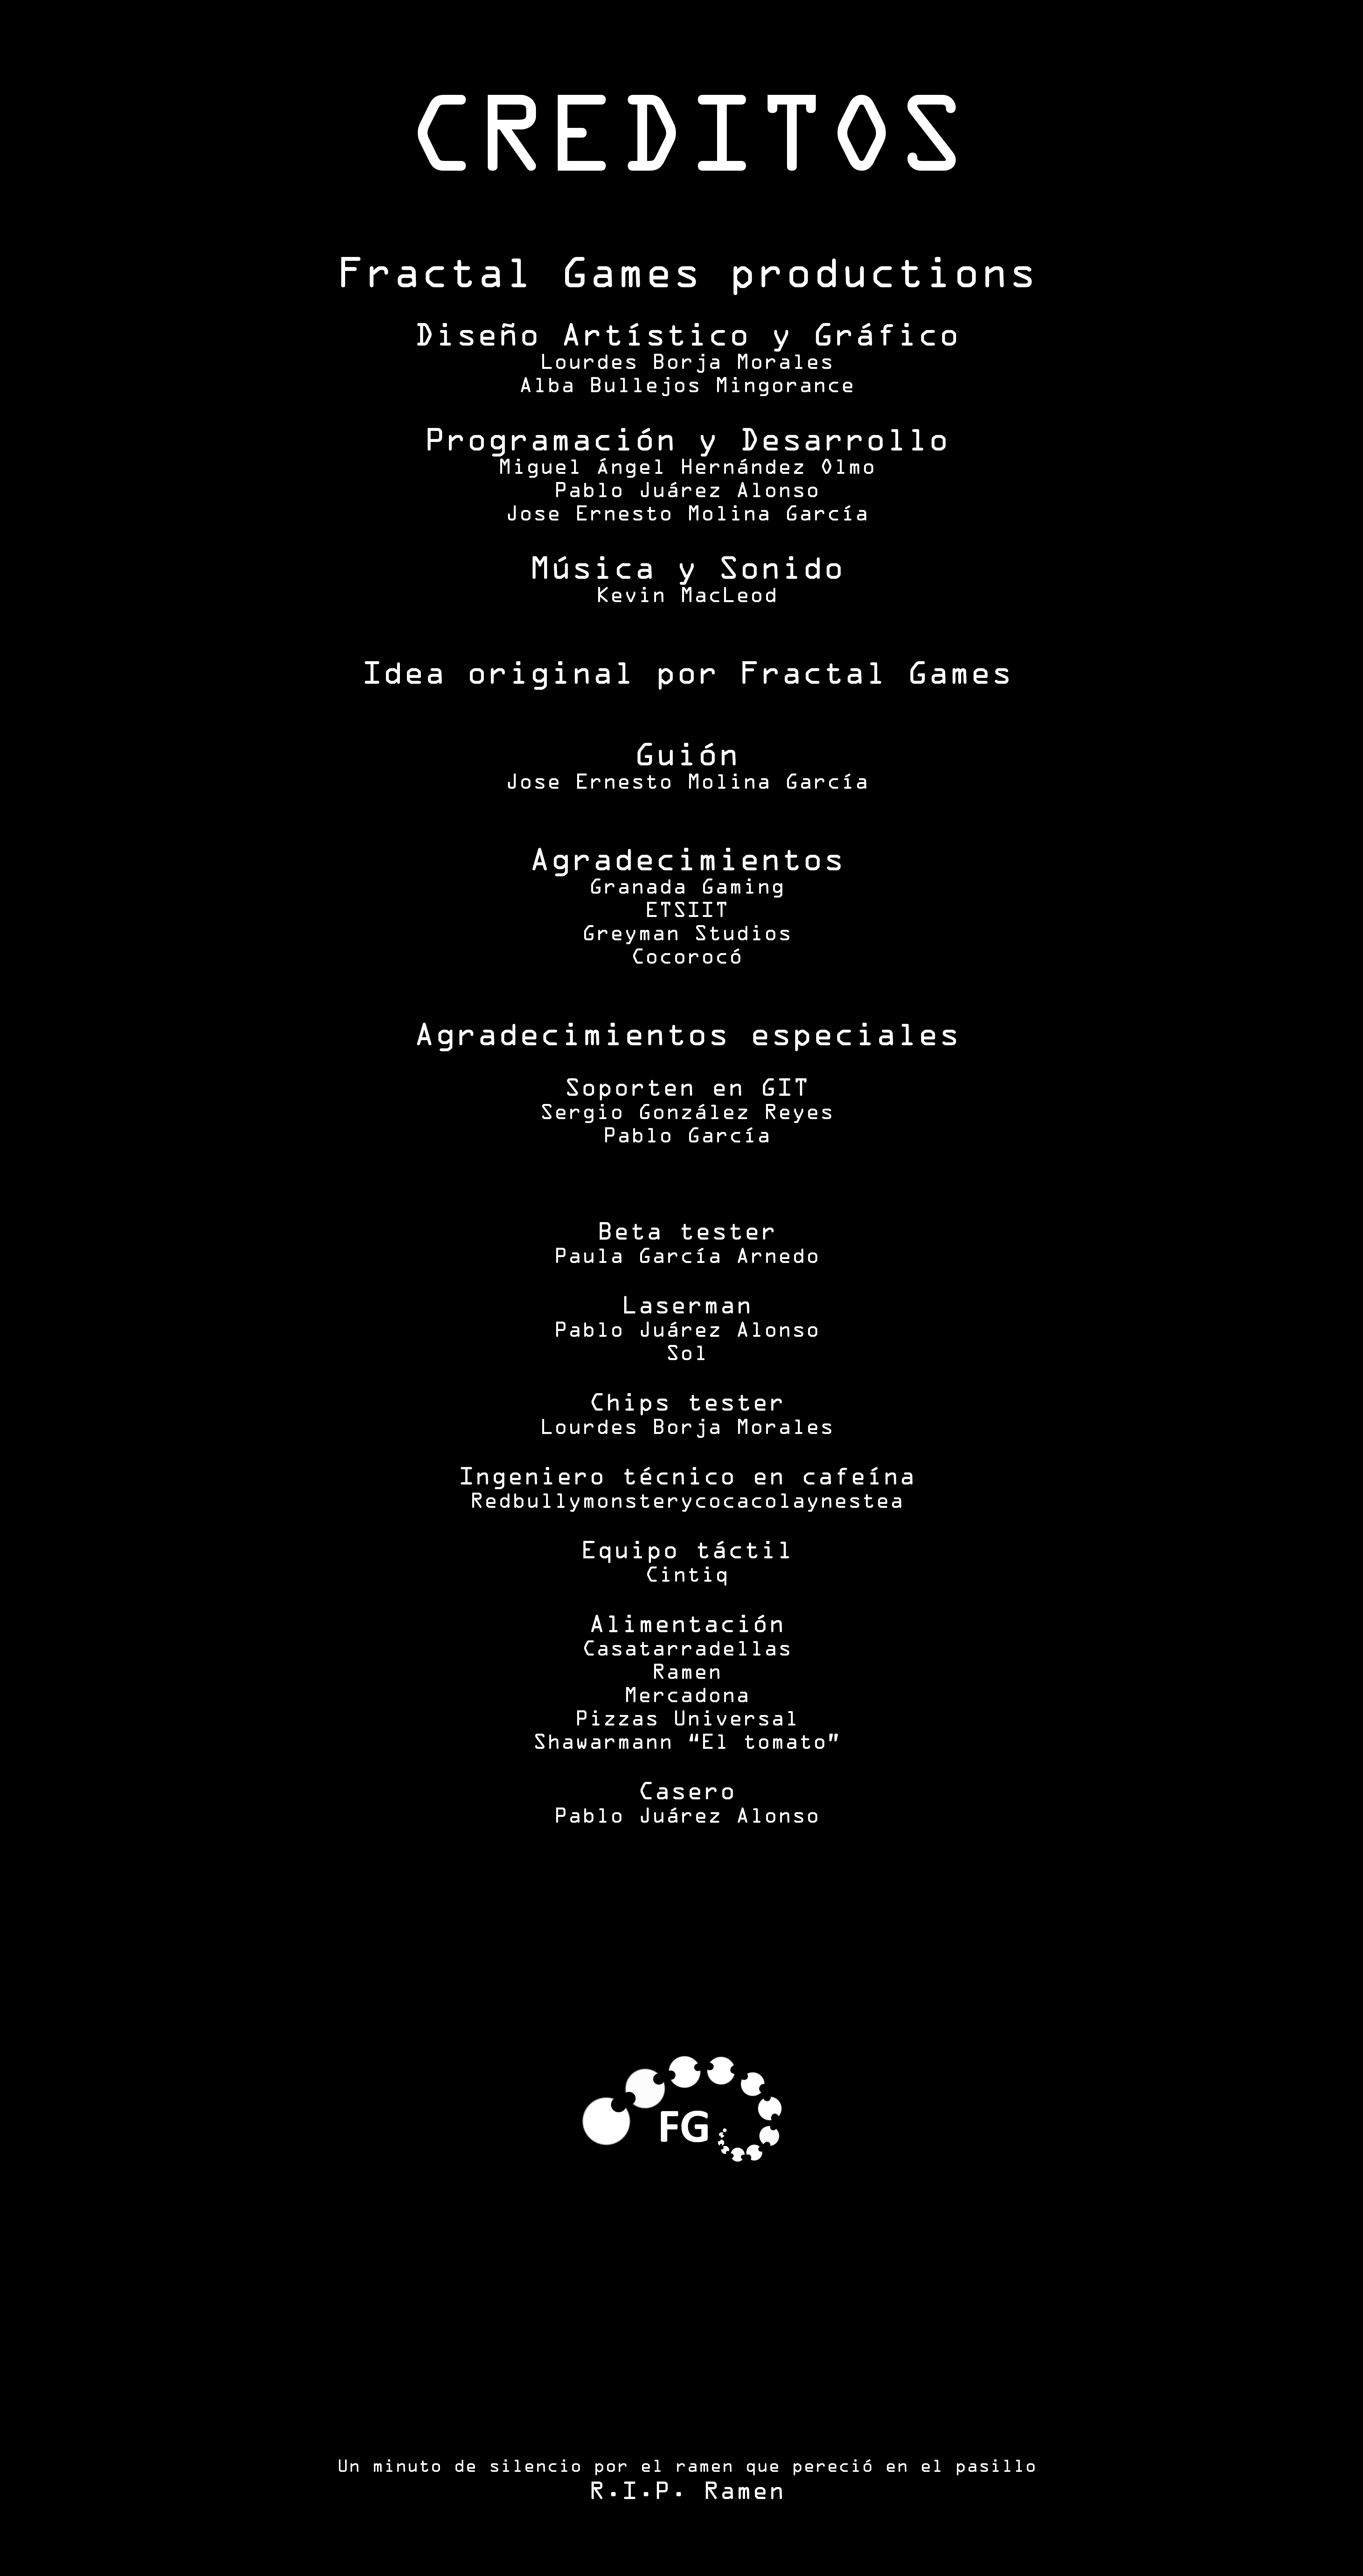 CREDITOS
Fractal Games productions
Diseño Artístico y Gráfico
Lourdes Borja Morales
Alba Bullejos Mingorance
Programación y Desarrollo
Miguel Ángel Hernández Olmo
Pablo Juárez Alonso
Jose Ernesto Molina García
Música y Sonido
Kevin MacLeod
Idea original por Fractal Games
Guión
Jose Ernesto Molina García
Agradecimientos
Granada Gaming
ETSIIT
Greyman Studios
Cocorocó
Agradecimientos especiales
Soporten en GIT
Sergio González Reyes
Pablo García
Beta tester
Paula García Arnedo
Laserman
Pablo Juárez Alonso
Sol
Chips tester
Lourdes Borja Morales
Ingeniero técnico en cafeína
Redbullymonsterycocacolaynestea
Equipo táctil
Cintiq
Alimentación
Casatarradellas
Ramen
Mercadona
Pizzas Universal
Shawarmann “El tomato”
Casero
Pablo Juárez Alonso
FG
Un minuto de silencio por el ramen que pereció en el pasillo
R.I.P. Ramen